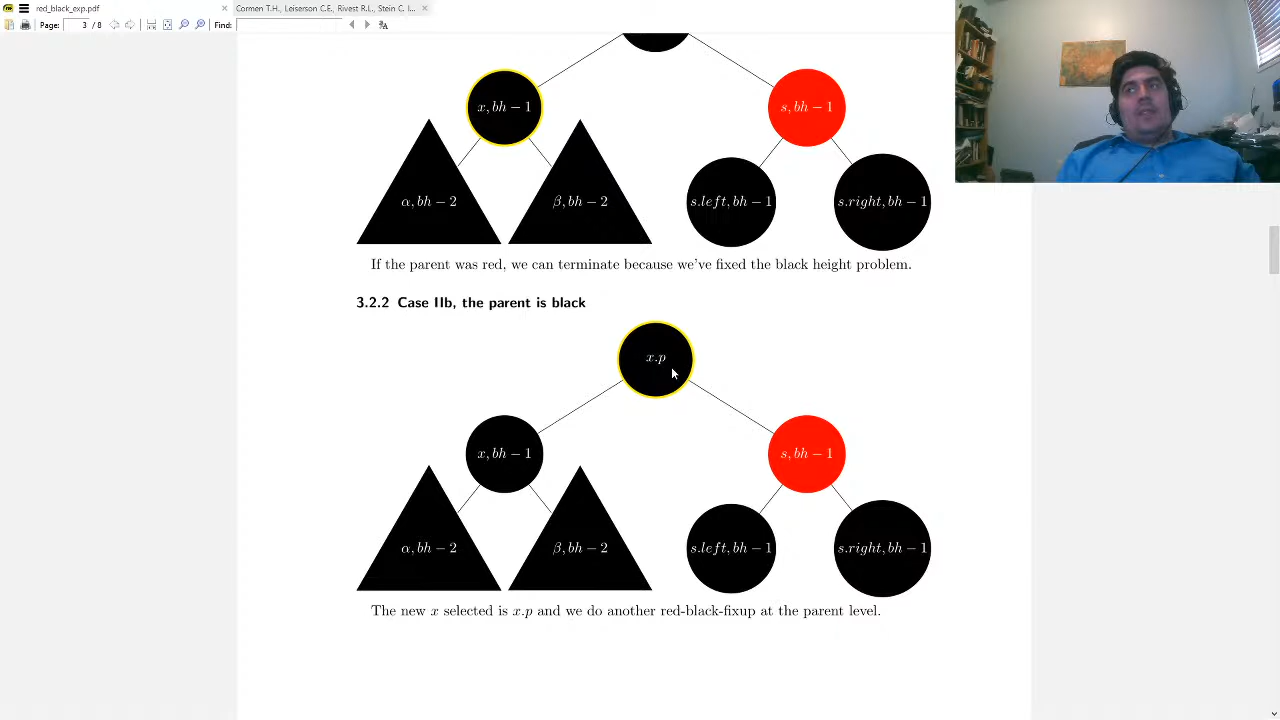 red_black_exp.pdf
Cormen T.H., Leiserson C.E., Rivest R.L., Stein C. I...
Page: 3 / 8 Find:
x, bh − 1 s, bh − 1
α, bh − 2 β, bh − 2 s.left, bh − 1 s.right, bh − 1
If the parent was red, we can terminate because we've fixed the black height problem.
3.2.2 Case IIb, the parent is black
x.p
x, bh − 1 s, bh − 1
α, bh − 2 β, bh − 2 s.left, bh − 1 s.right, bh − 1
The new x selected is x.p and we do another red-black-fixup at the parent level.